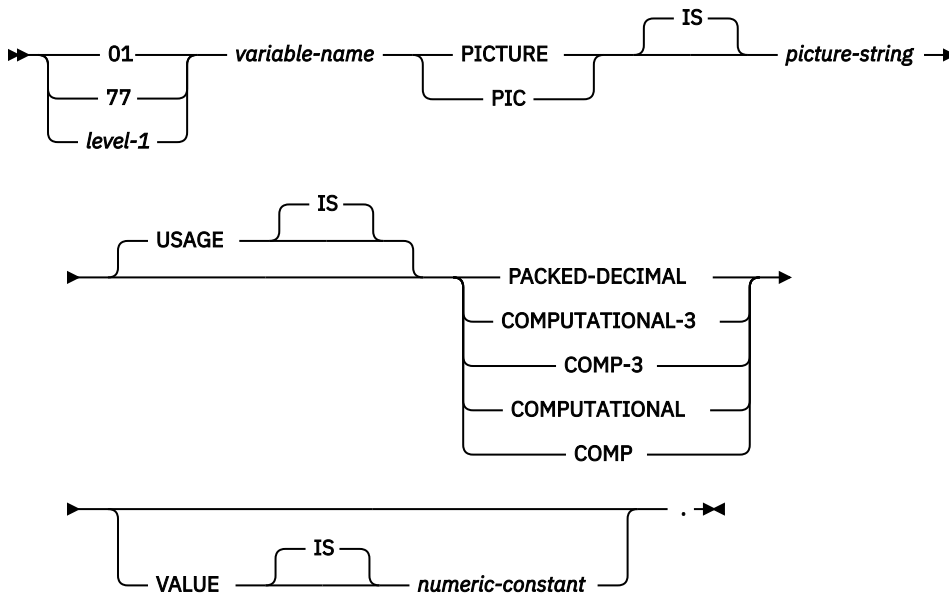 IS
01 variable-name PICTURE picture-string
77 PIC
level-1
IS
USAGE
PACKED-DECIMAL
COMPUTATIONAL-3
COMP-3
COMPUTATIONAL
COMP
.
IS
VALUE numeric-constant